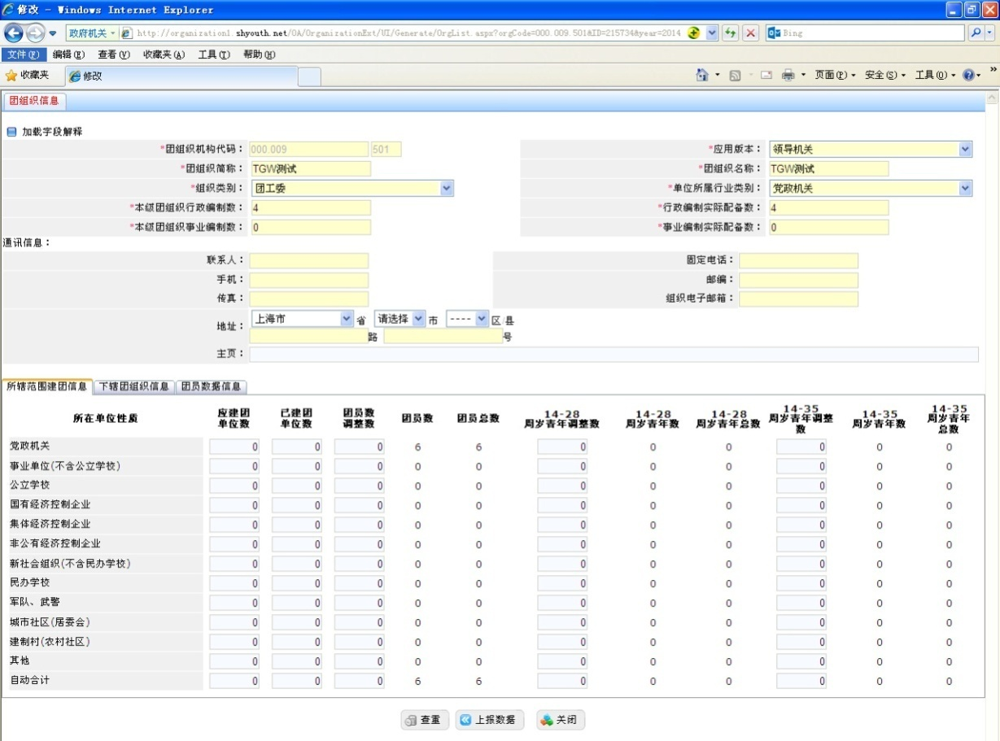 修改 - Windows Internet Explorer
政府机关 http://organization1.shyouth.net/OA/OrganizationExt/UI/Generate/OrgList.aspx?orgCode=000.009.501&ID=215734&year=2014 Bing
文件(F) 编辑(E) 查看(V) 收藏夹(A) 工具(T) 帮助(H)
收藏夹 修改 页面(P) 安全(S) 工具(O) »
团组织信息
加载字段解释
*团组织机构代码: 000.009 501 *应用版本: 领导机关
*团组织简称: TGW测试 *团组织名称: TGW测试
*组织类别: 团工委 *单位所属行业类别: 党政机关
*本级团组织行政编制数: 4 *行政编制实际配备数: 4
*本级团组织事业编制数: 0 *事业编制实际配备数: 0
通讯信息:
联系人: 固定电话:
手机: 邮编:
传真: 组织电子邮箱:
地址: 上海市 省 请选择 市 ---- 区/县
路 号
主页:
所辖范围建团信息 下辖团组织信息 团员数据信息
所在单位性质 应建团单位数 已建团单位数 团员数调整数 团员数 团员总数 14-28周岁青年调整数 14-28周岁青年数 14-28周岁青年总数 14-35周岁青年调整数 14-35周岁青年数 14-35周岁青年总数
党政机关 0 0 0 6 6 0 0 0 0 0 0
事业单位(不含公立学校) 0 0 0 0 0 0 0 0 0 0 0
公立学校 0 0 0 0 0 0 0 0 0 0 0
国有经济控制企业 0 0 0 0 0 0 0 0 0 0 0
集体经济控制企业 0 0 0 0 0 0 0 0 0 0 0
非公有经济控制企业 0 0 0 0 0 0 0 0 0 0 0
新社会组织(不含民办学校) 0 0 0 0 0 0 0 0 0 0 0
民办学校 0 0 0 0 0 0 0 0 0 0 0
军队、武警 0 0 0 0 0 0 0 0 0 0 0
城市社区(居委会) 0 0 0 0 0 0 0 0 0 0 0
建制村(农村社区) 0 0 0 0 0 0 0 0 0 0 0
其他 0 0 0 0 0 0 0 0 0 0 0
自动合计 0 0 0 6 6 0 0 0 0 0 0
查重 上报数据 关闭